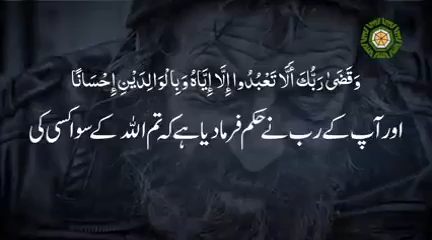 وَقَضَىٰ رَبُّكَ أَلَّا تَعْبُدُوا إِلَّا إِيَّاهُ وَبِالْوَالِدَيْنِ إِحْسَانًا
اور آپ کے رب نے حکم فرما دیا ہے کہ تم اللہ کے سوا کسی کی